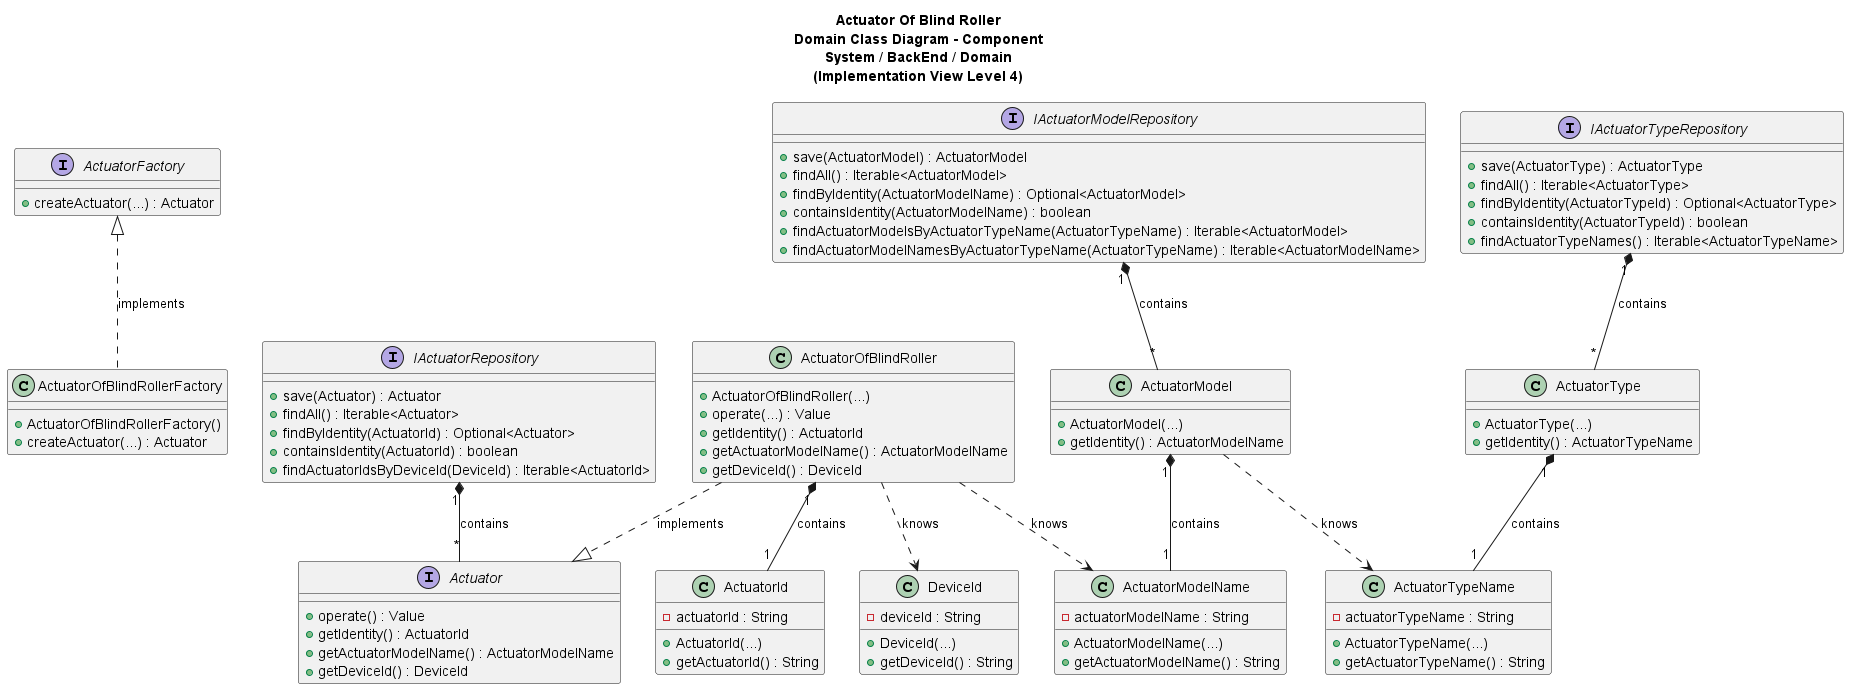 Actuator Of Blind Roller
Domain Class Diagram - Component
System / BackEnd / Domain
(Implementation View Level 4)
I ActuatorFactory
createActuator(...) : Actuator
I IActuatorModelRepository
save(ActuatorModel) : ActuatorModel
findAll() : Iterable<ActuatorModel>
findByIdentity(ActuatorModelName) : Optional<ActuatorModel>
containsIdentity(ActuatorModelName) : boolean
findActuatorModelsByActuatorTypeName(ActuatorTypeName) : Iterable<ActuatorModel>
findActuatorModelNamesByActuatorTypeName(ActuatorTypeName) : Iterable<ActuatorModelName>
I IActuatorTypeRepository
save(ActuatorType) : ActuatorType
findAll() : Iterable<ActuatorType>
findByIdentity(ActuatorTypeId) : Optional<ActuatorType>
containsIdentity(ActuatorTypeId) : boolean
findActuatorTypeNames() : Iterable<ActuatorTypeName>
implements
1
contains
*
1
contains
*
C ActuatorOfBlindRollerFactory
ActuatorOfBlindRollerFactory()
createActuator(...) : Actuator
I IActuatorRepository
save(Actuator) : Actuator
findAll() : Iterable<Actuator>
findByIdentity(ActuatorId) : Optional<Actuator>
containsIdentity(ActuatorId) : boolean
findActuatorIdsByDeviceId(DeviceId) : Iterable<ActuatorId>
C ActuatorOfBlindRoller
ActuatorOfBlindRoller(...)
operate(...) : Value
getIdentity() : ActuatorId
getActuatorModelName() : ActuatorModelName
getDeviceId() : DeviceId
C ActuatorModel
ActuatorModel(...)
getIdentity() : ActuatorModelName
C ActuatorType
ActuatorType(...)
getIdentity() : ActuatorTypeName
1
contains
*
implements
1
contains
1
knows
knows
1
contains
1
knows
1
contains
1
I Actuator
operate() : Value
getIdentity() : ActuatorId
getActuatorModelName() : ActuatorModelName
getDeviceId() : DeviceId
C ActuatorId
actuatorId : String
ActuatorId(...)
getActuatorId() : String
C DeviceId
deviceId : String
DeviceId(...)
getDeviceId() : String
C ActuatorModelName
actuatorModelName : String
ActuatorModelName(...)
getActuatorModelName() : String
C ActuatorTypeName
actuatorTypeName : String
ActuatorTypeName(...)
getActuatorTypeName() : String